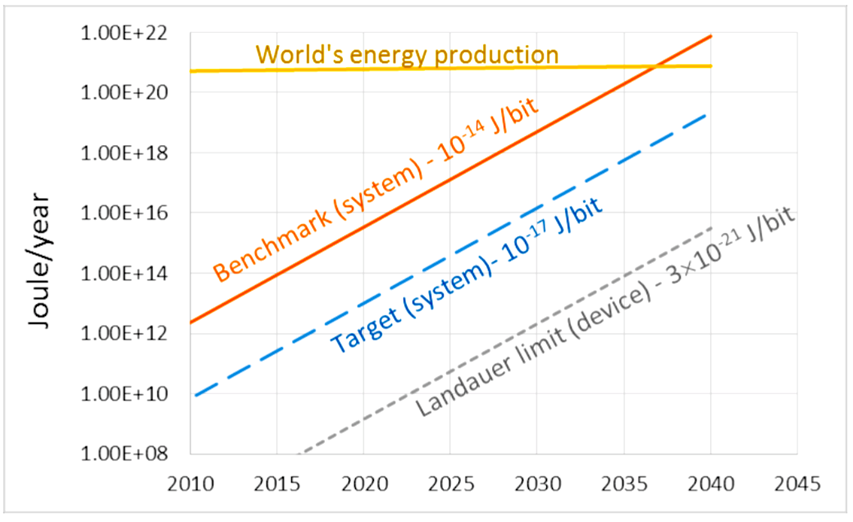 1.00E+22
World's energy production
1.00E+20
Benchmark (system) - 10⁻¹⁴ J/bit
1.00E+18
1.00E+16
Target (system)- 10⁻¹⁷ J/bit
1.00E+14
Landauer limit (device) - 3×10⁻²¹ J/bit
1.00E+12
1.00E+10
1.00E+08
Joule/year
2010 2015 2020 2025 2030 2035 2040 2045